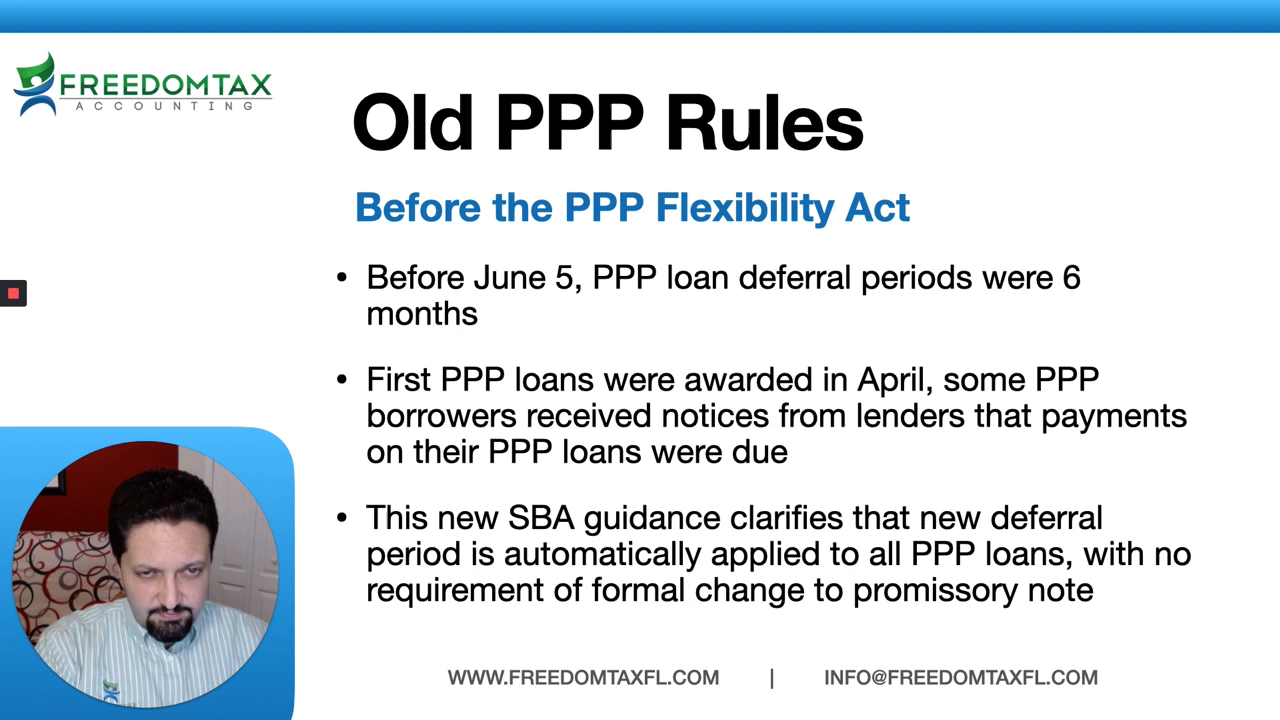 FREEDOMTAX
ACCOUNTING
Old PPP Rules
Before the PPP Flexibility Act
• Before June 5, PPP loan deferral periods were 6
months
• First PPP loans were awarded in April, some PPP
borrowers received notices from lenders that payments
on their PPP loans were due
• This new SBA guidance clarifies that new deferral
period is automatically applied to all PPP loans, with no
requirement of formal change to promissory note
WWW.FREEDOMTAXFL.COM | INFO@FREEDOMTAXFL.COM